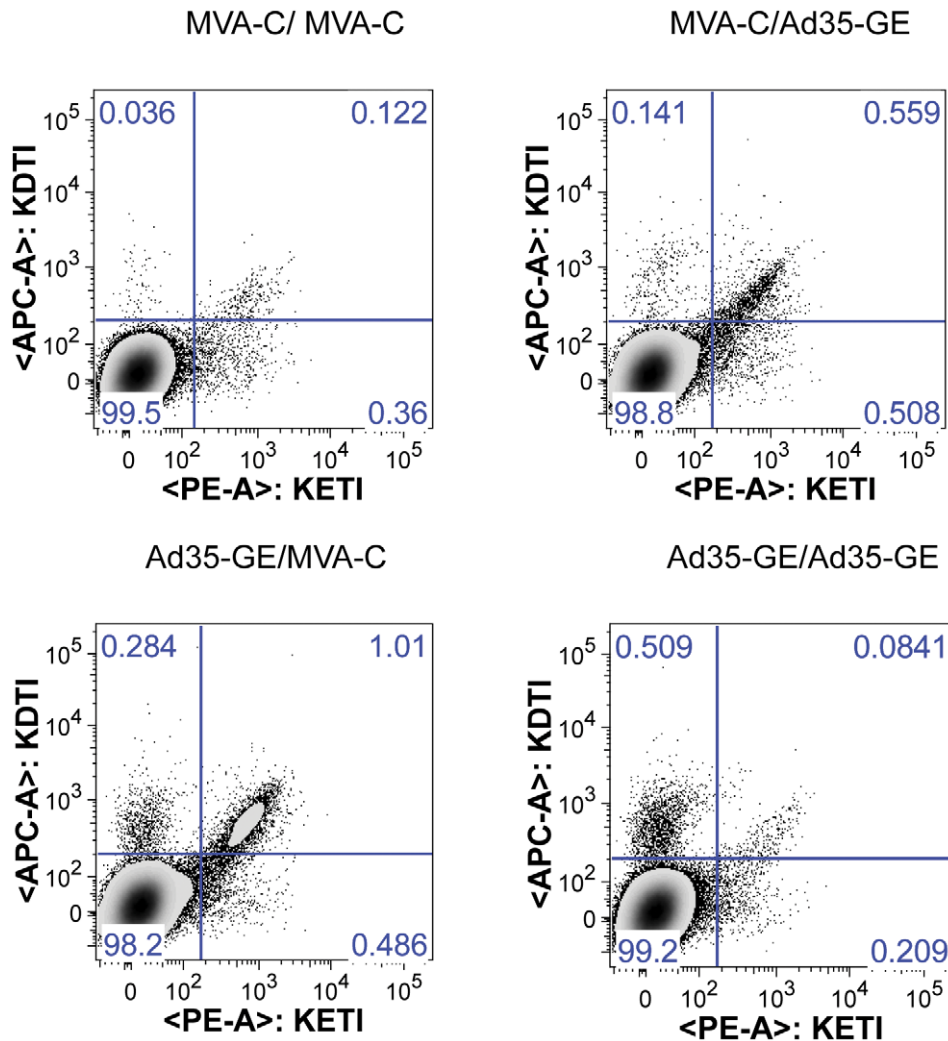 MVA-C/ MVA-C
MVA-C/Ad35-GE
0.036 0.122
10^5
10^4
10^3
10^2
0
<APC-A>: KDTI
99.5 0.36
0 10^2 10^3 10^4 10^5
<PE-A>: KETI
0.141 0.559
10^5
10^4
10^3
10^2
0
<APC-A>: KDTI
98.8 0.508
0 10^2 10^3 10^4 10^5
<PE-A>: KETI
Ad35-GE/MVA-C
Ad35-GE/Ad35-GE
0.284 1.01
10^5
10^4
10^3
10^2
0
<APC-A>: KDTI
98.2 0.486
0 10^2 10^3 10^4 10^5
<PE-A>: KETI
0.509 0.0841
10^5
10^4
10^3
10^2
0
<APC-A>: KDTI
99.2 0.209
0 10^2 10^3 10^4 10^5
<PE-A>: KETI